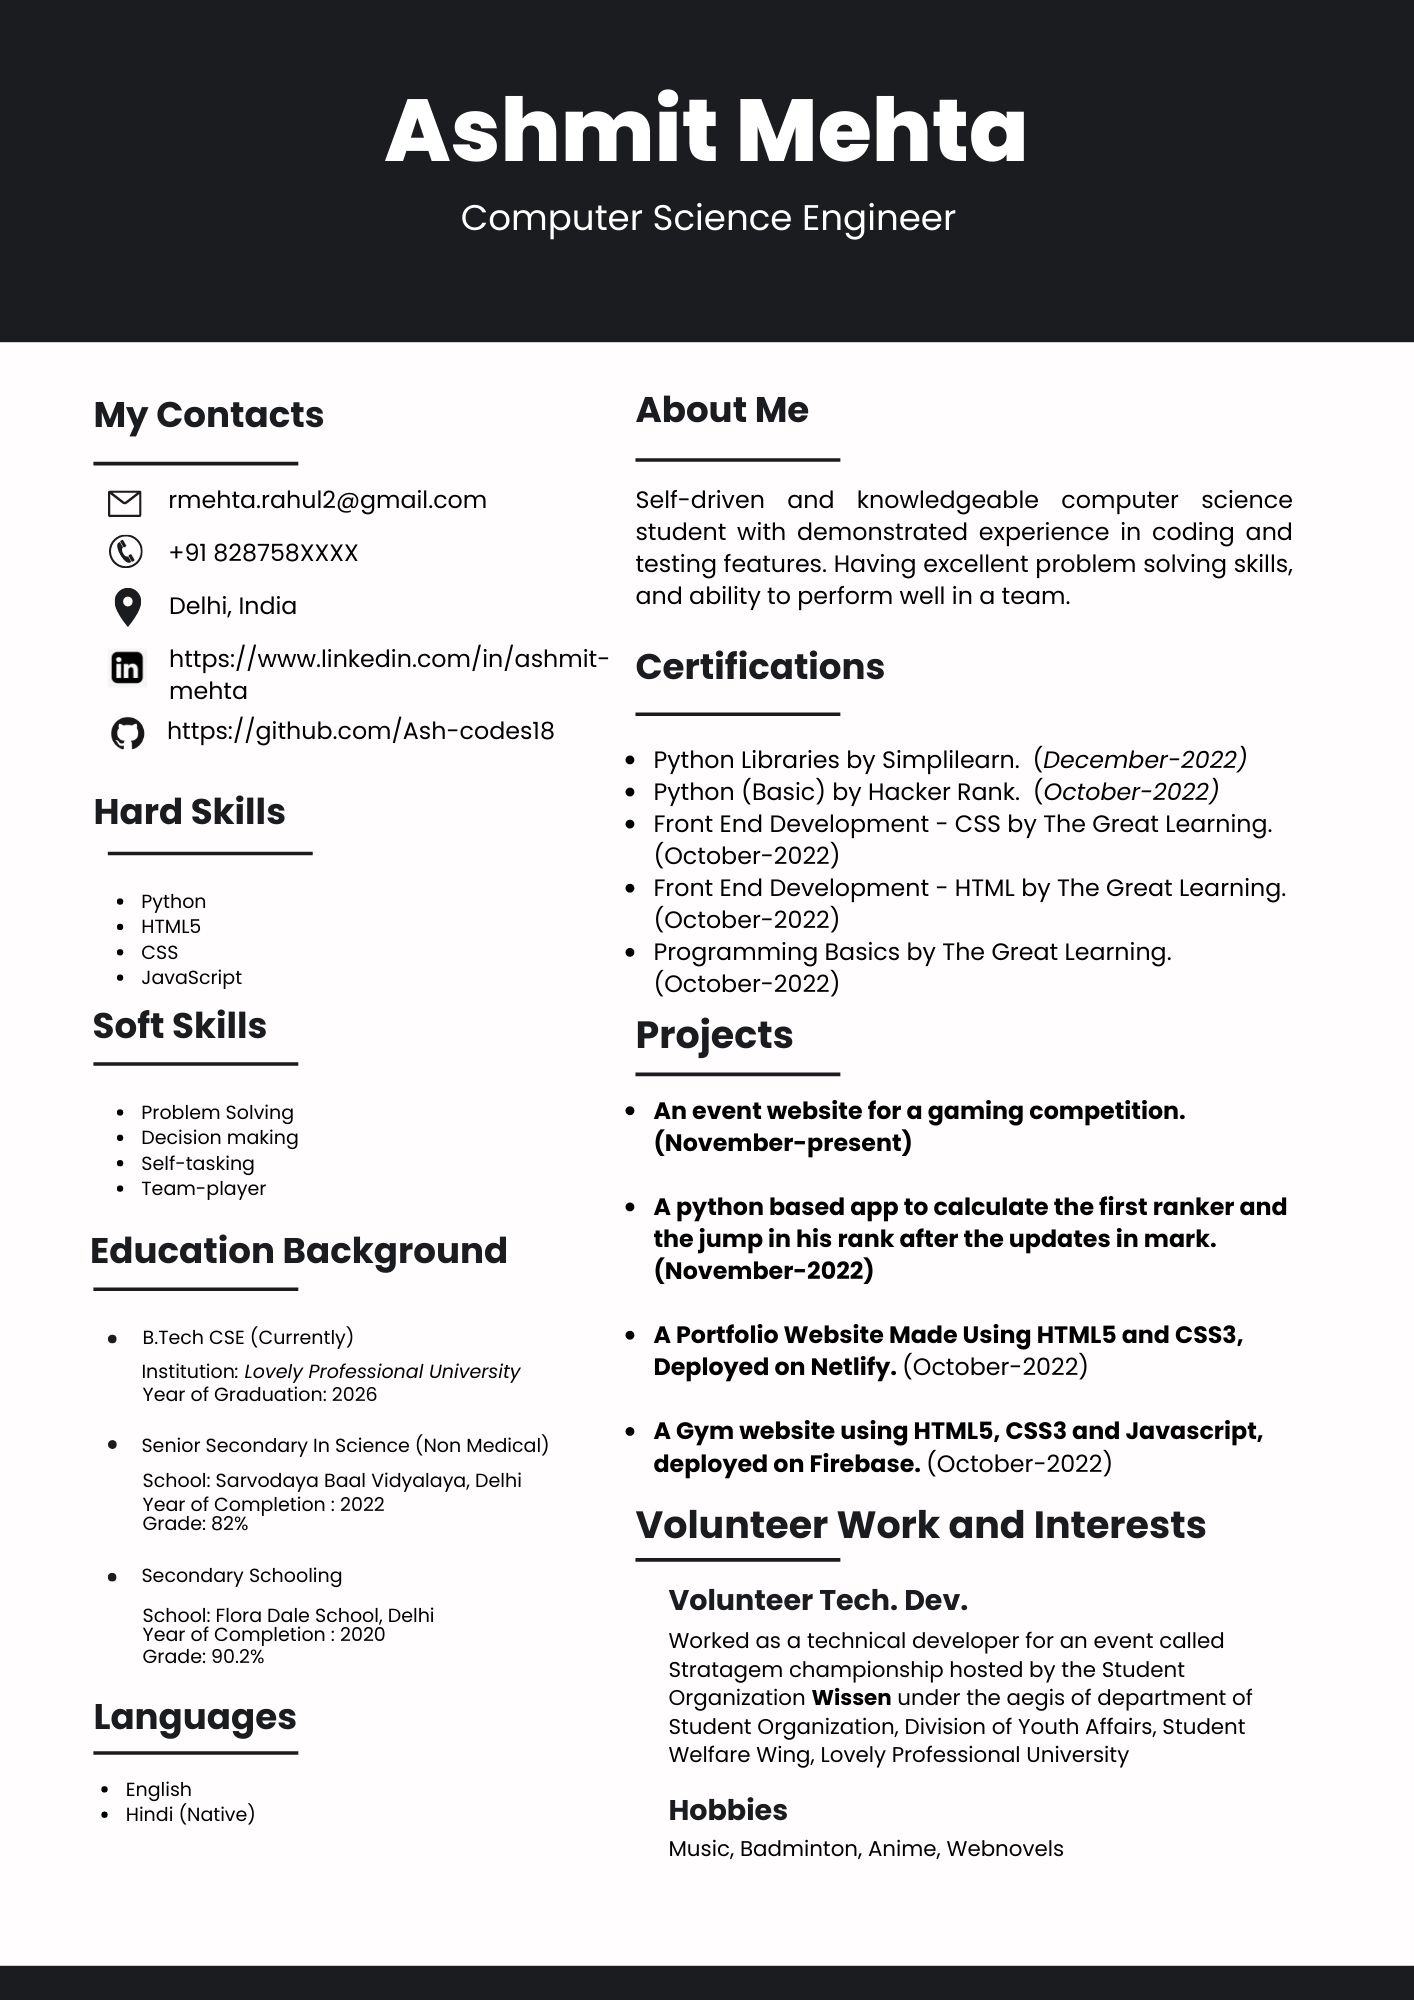 Ashmit Mehta
Computer Science Engineer
My Contacts
rmehta.rahul2@gmail.com
+91 828758XXXX
Delhi, India
https://www.linkedin.com/in/ashmit-
mehta
https://github.com/Ash-codes18
Hard Skills
• Python
• HTML5
• CSS
• JavaScript
Soft Skills
• Problem Solving
• Decision making
• Self-tasking
• Team-player
Education Background
• B.Tech CSE (Currently)
Institution: Lovely Professional University
Year of Graduation: 2026
• Senior Secondary In Science (Non Medical)
School: Sarvodaya Baal Vidyalaya, Delhi
Year of Completion : 2022
Grade: 82%
• Secondary Schooling
School: Flora Dale School, Delhi
Year of Completion : 2020
Grade: 90.2%
Languages
• English
• Hindi (Native)
About Me
Self-driven and knowledgeable computer science
student with demonstrated experience in coding and
testing features. Having excellent problem solving skills,
and ability to perform well in a team.
Certifications
• Python Libraries by Simplilearn. (December-2022)
• Python (Basic) by Hacker Rank. (October-2022)
• Front End Development - CSS by The Great Learning.
(October-2022)
• Front End Development - HTML by The Great Learning.
(October-2022)
• Programming Basics by The Great Learning.
(October-2022)
Projects
• An event website for a gaming competition.
(November-present)
• A python based app to calculate the first ranker and
the jump in his rank after the updates in mark.
(November-2022)
• A Portfolio Website Made Using HTML5 and CSS3,
Deployed on Netlify. (October-2022)
• A Gym website using HTML5, CSS3 and Javascript,
deployed on Firebase. (October-2022)
Volunteer Work and Interests
Volunteer Tech. Dev.
Worked as a technical developer for an event called
Stratagem championship hosted by the Student
Organization Wissen under the aegis of department of
Student Organization, Division of Youth Affairs, Student
Welfare Wing, Lovely Professional University
Hobbies
Music, Badminton, Anime, Webnovels